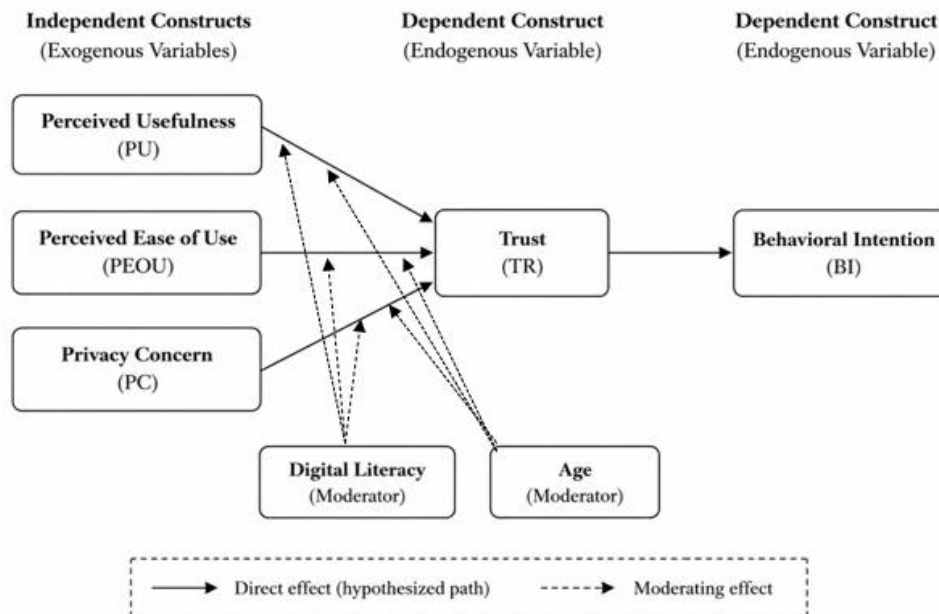 Independent Constructs
(Exogenous Variables)
Dependent Construct
(Endogenous Variable)
Dependent Construct
(Endogenous Variable)
Perceived Usefulness
(PU)
Perceived Ease of Use
(PEOU)
Privacy Concern
(PC)
Trust
(TR)
Behavioral Intention
(BI)
Digital Literacy
(Moderator)
Age
(Moderator)
Direct effect (hypothesized path)
Moderating effect